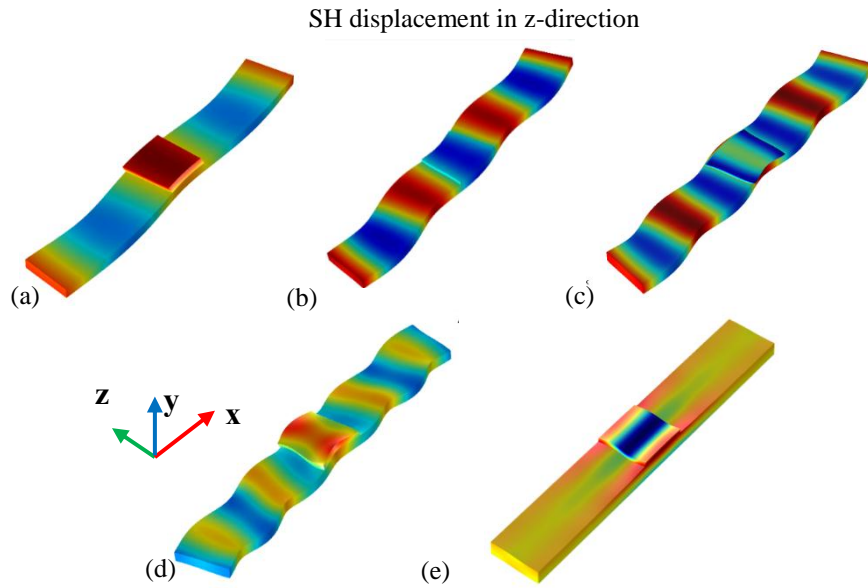 SH displacement in z-direction
(a)
(b)
(c)
z
y
x
(d)
(e)